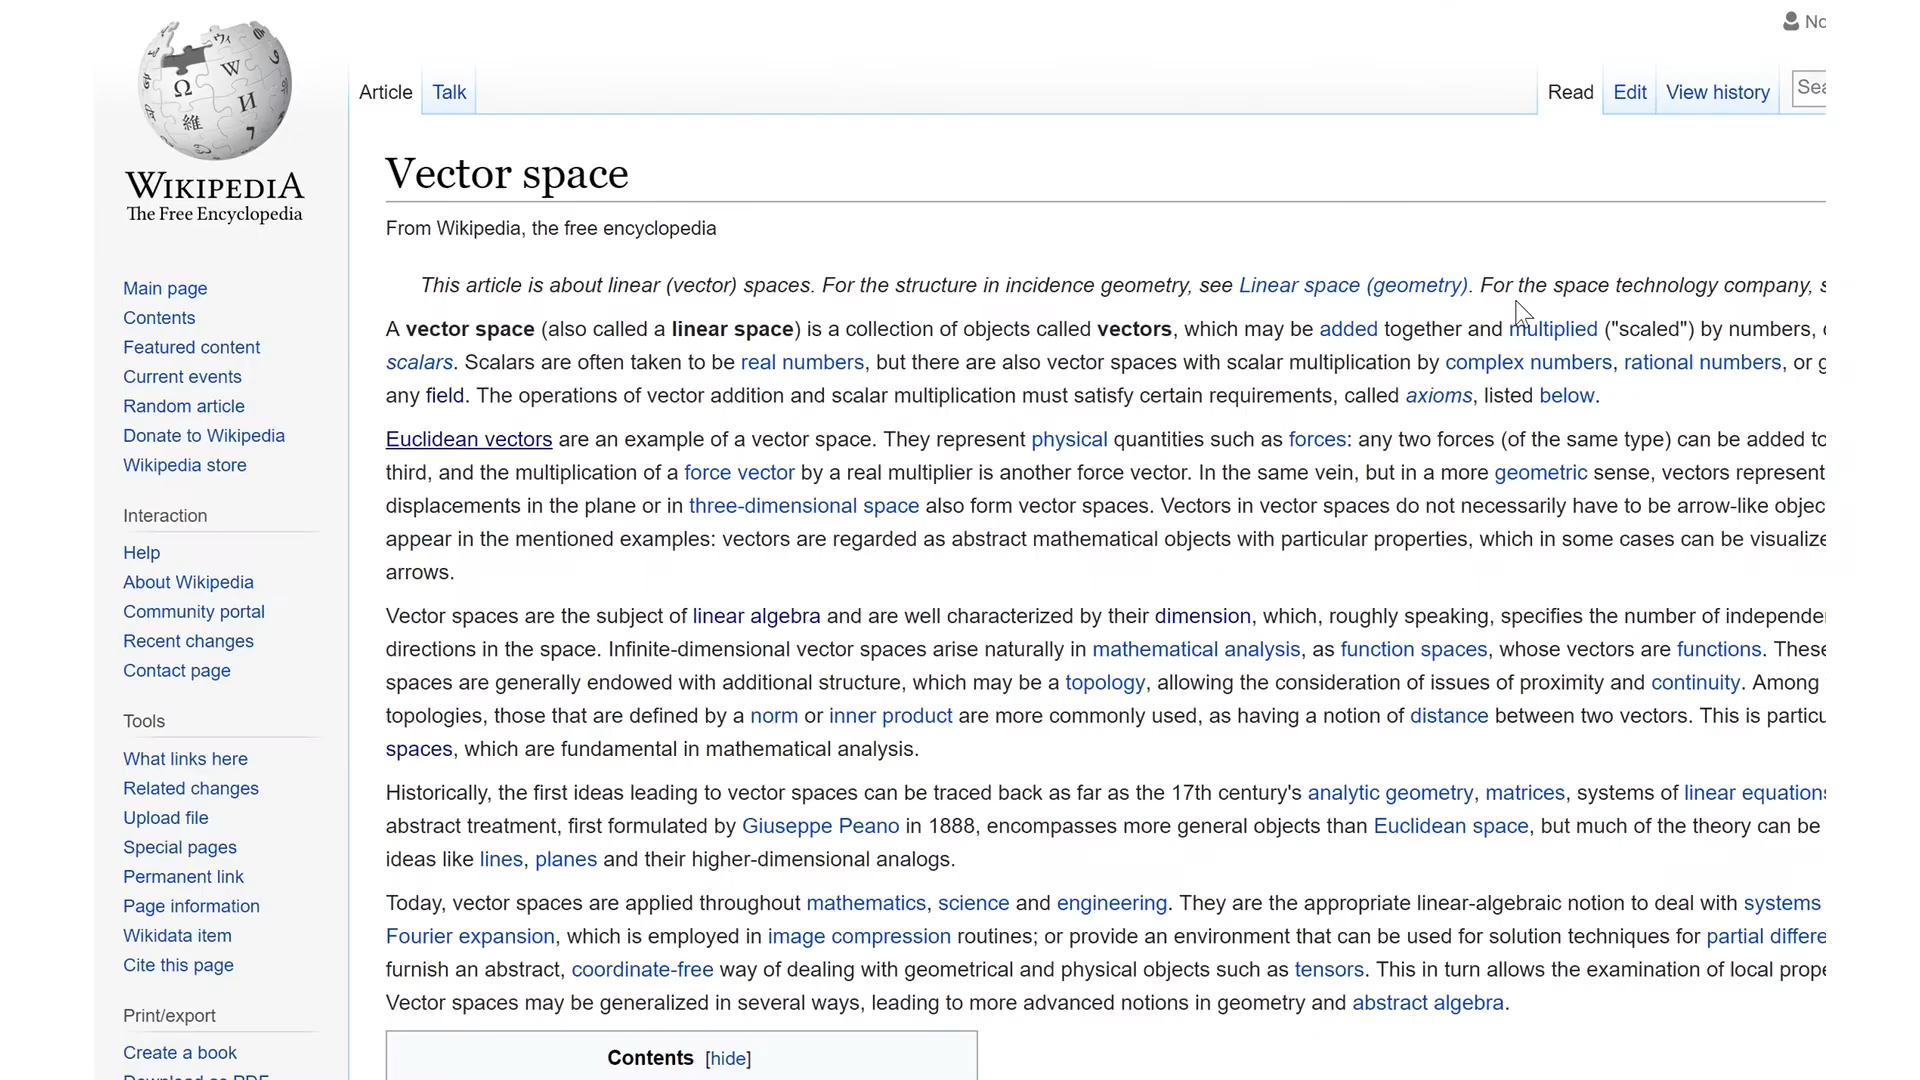 No
Article
Talk
Read
Edit
View history
WIKIPEDIA
The Free Encyclopedia
Vector space
From Wikipedia, the free encyclopedia
This article is about linear (vector) spaces. For the structure in incidence geometry, see Linear space (geometry). For the space technology company,
A vector space (also called a linear space) is a collection of objects called vectors, which may be added together and multiplied ("scaled") by numbers,
scalars. Scalars are often taken to be real numbers, but there are also vector spaces with scalar multiplication by complex numbers, rational numbers, or
any field. The operations of vector addition and scalar multiplication must satisfy certain requirements, called axioms, listed below.
Euclidean vectors are an example of a vector space. They represent physical quantities such as forces: any two forces (of the same type) can be added to
third, and the multiplication of a force vector by a real multiplier is another force vector. In the same vein, but in a more geometric sense, vectors represent
displacements in the plane or in three-dimensional space also form vector spaces. Vectors in vector spaces do not necessarily have to be arrow-like objec
appear in the mentioned examples: vectors are regarded as abstract mathematical objects with particular properties, which in some cases can be visualize
arrows.
Vector spaces are the subject of linear algebra and are well characterized by their dimension, which, roughly speaking, specifies the number of independe
directions in the space. Infinite-dimensional vector spaces arise naturally in mathematical analysis, as function spaces, whose vectors are functions. These
spaces are generally endowed with additional structure, which may be a topology, allowing the consideration of issues of proximity and continuity. Among
topologies, those that are defined by a norm or inner product are more commonly used, as having a notion of distance between two vectors. This is particu
spaces, which are fundamental in mathematical analysis.
Historically, the first ideas leading to vector spaces can be traced back as far as the 17th century's analytic geometry, matrices, systems of linear equations
abstract treatment, first formulated by Giuseppe Peano in 1888, encompasses more general objects than Euclidean space, but much of the theory can be
ideas like lines, planes and their higher-dimensional analogs.
Today, vector spaces are applied throughout mathematics, science and engineering. They are the appropriate linear-algebraic notion to deal with systems
Fourier expansion, which is employed in image compression routines; or provide an environment that can be used for solution techniques for partial differe
furnish an abstract, coordinate-free way of dealing with geometrical and physical objects such as tensors. This in turn allows the examination of local prope
Vector spaces may be generalized in several ways, leading to more advanced notions in geometry and abstract algebra.
Contents [hide]
Main page
Contents
Featured content
Current events
Random article
Donate to Wikipedia
Wikipedia store
Interaction
Help
About Wikipedia
Community portal
Recent changes
Contact page
Tools
What links here
Related changes
Upload file
Special pages
Permanent link
Page information
Wikidata item
Cite this page
Print/export
Create a book
Download as PDF